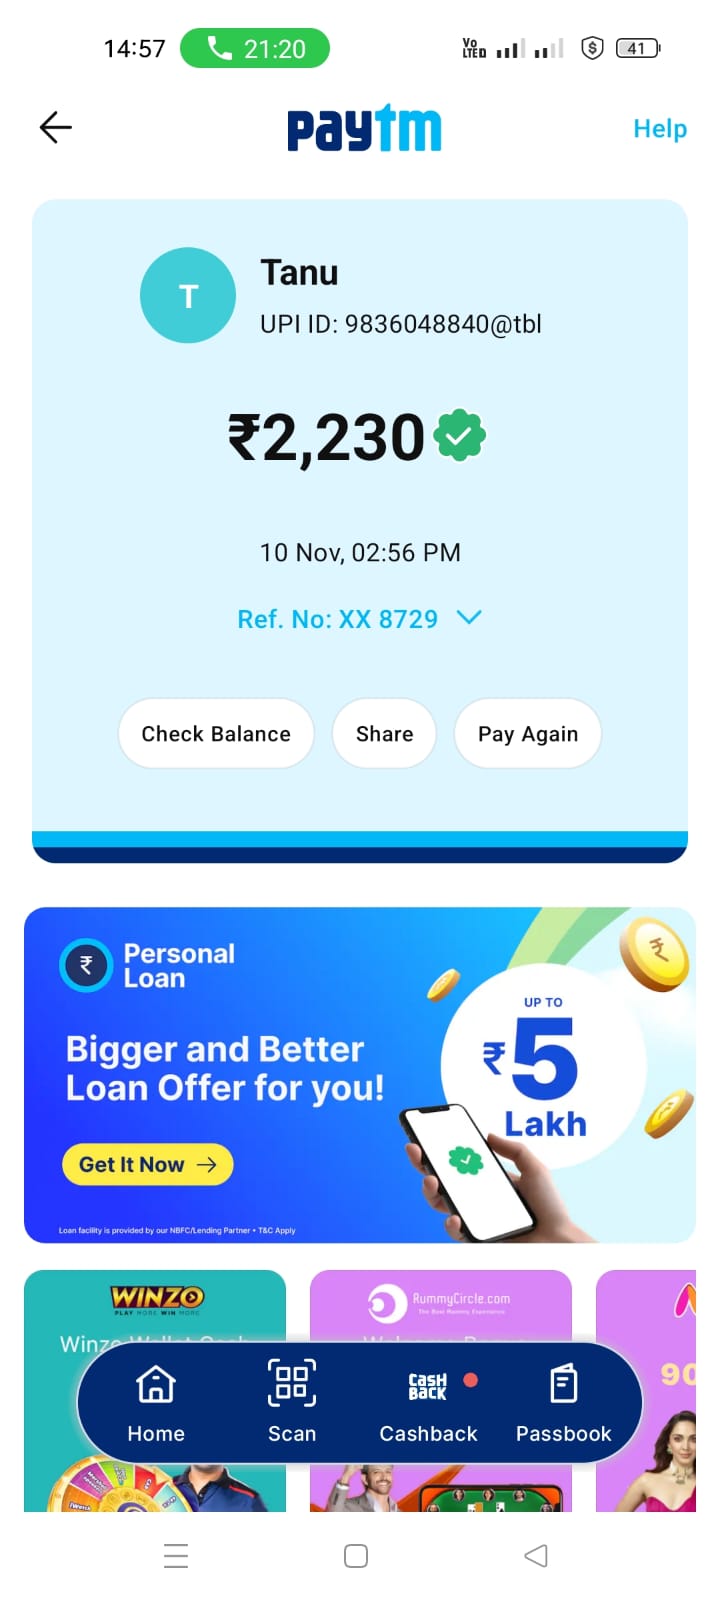 14:57 21:20 Vo LTED $ 41
paytm Help
T
Tanu
UPI ID: 9836048840@tbl
₹2,230
10 Nov, 02:56 PM
Ref. No: XX 8729
Check Balance Share Pay Again
₹ Personal Loan
Bigger and Better
Loan Offer for you!
Get It Now →
Loan facility is provided by our NBFC/Lending Partner • T&C Apply
UP TO
₹5
Lakh
WINZO
PLAY MORE WIN MORE
RummyCircle.com
The Best Rummy Experience
90
Home Scan CASH BACK Cashback Passbook